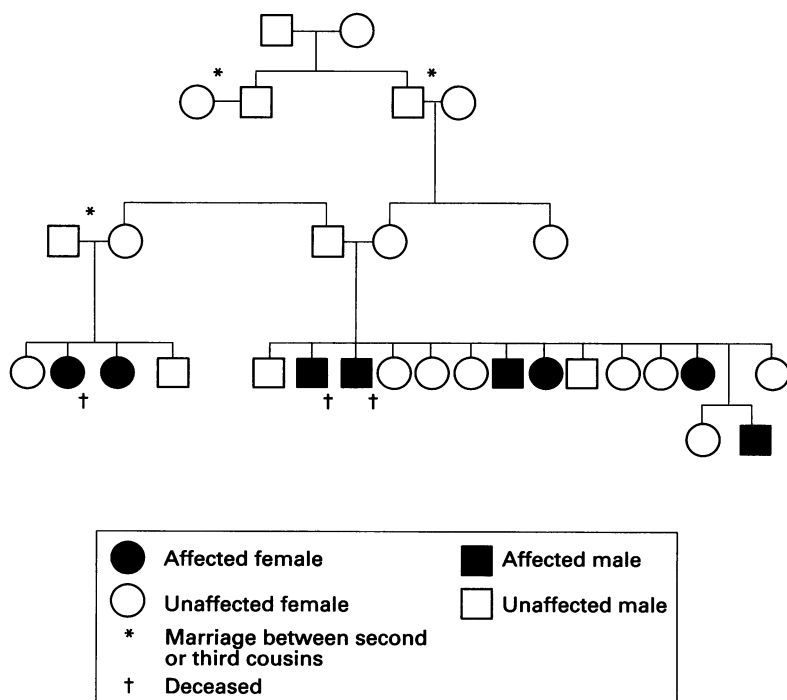 *
*
*
†
†
†
Affected female
Affected male
Unaffected female
Unaffected male
* Marriage between second
or third cousins
† Deceased